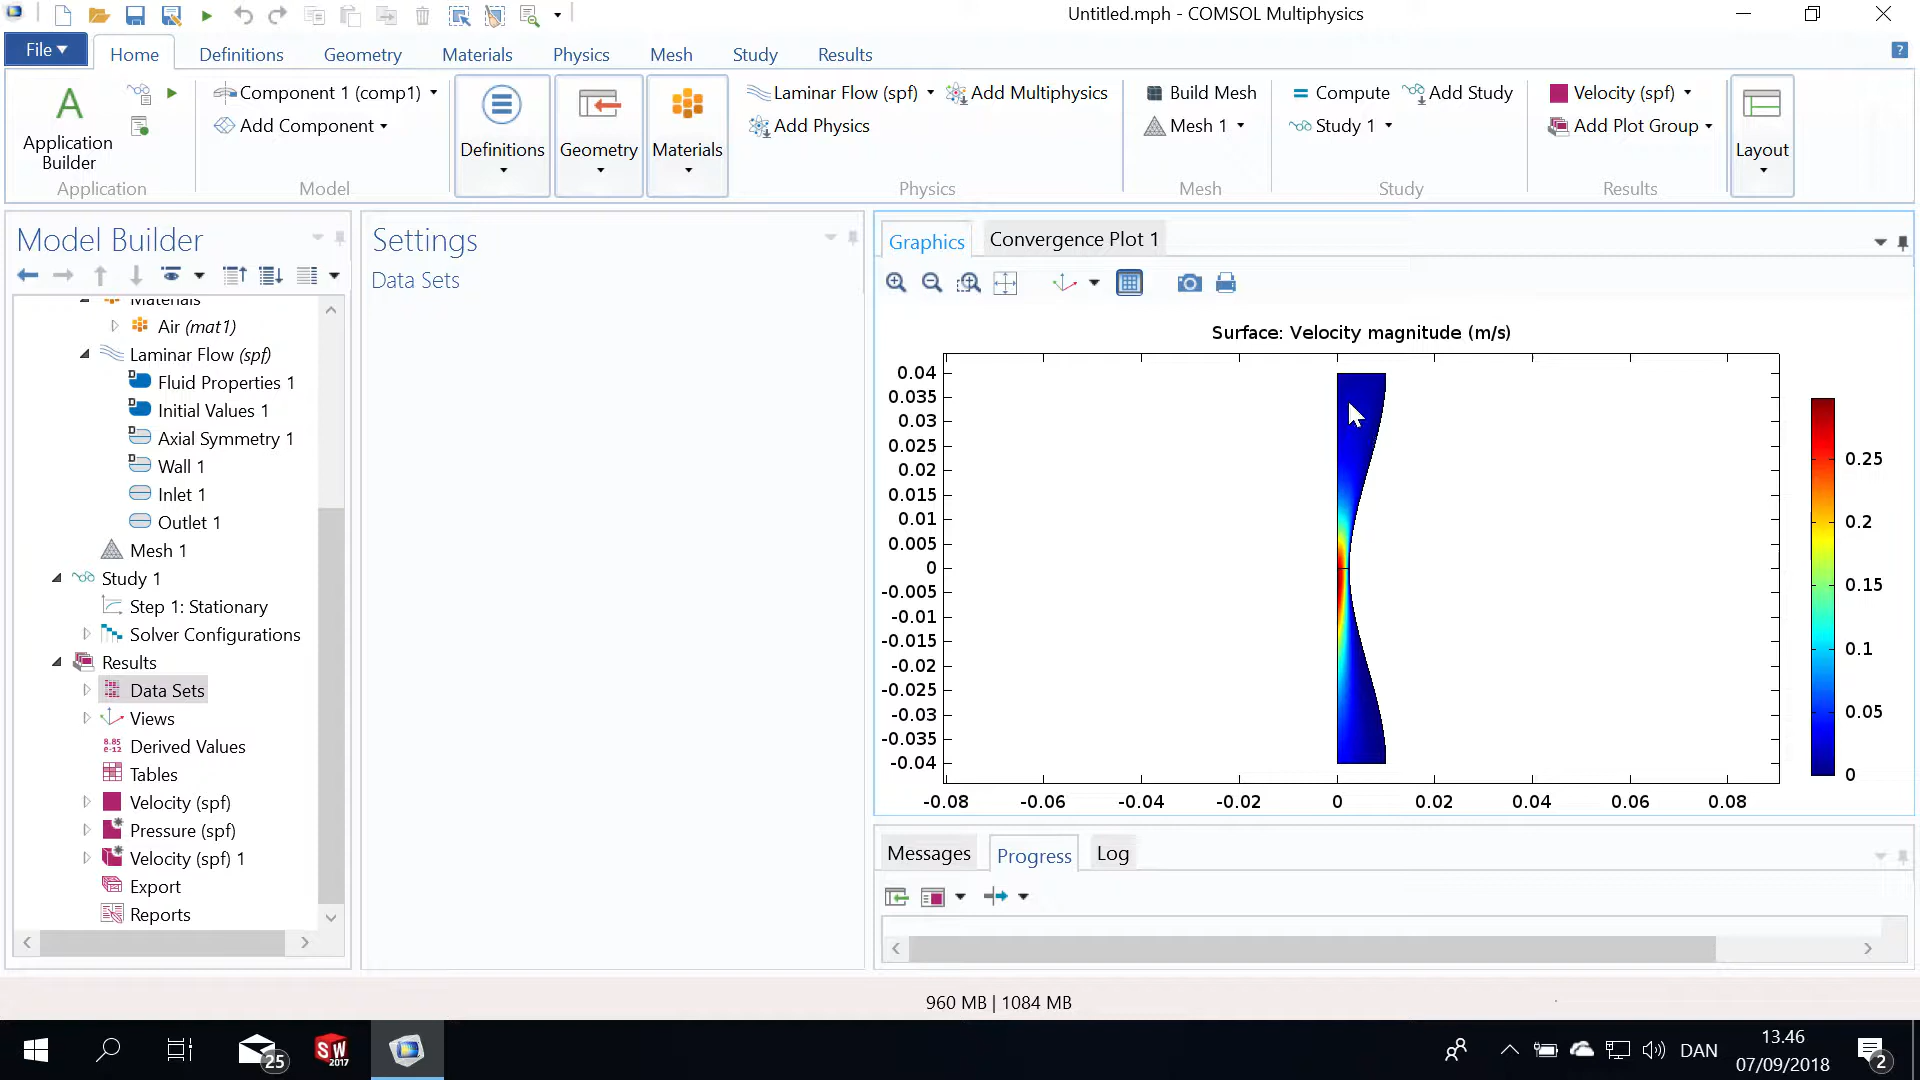 Untitled.mph - COMSOL Multiphysics
File Home Definitions Geometry Materials Physics Mesh Study Results
Application Builder
Application
Component 1 (comp1)
Add Component
Model
Definitions
Geometry
Materials
Laminar Flow (spf)
Add Multiphysics
Add Physics
Physics
Build Mesh
Mesh 1
Mesh
Compute
Add Study
Study 1
Study
Velocity (spf)
Add Plot Group
Results
Layout
Model Builder
Materials
Air (mat1)
Laminar Flow (spf)
Fluid Properties 1
Initial Values 1
Axial Symmetry 1
Wall 1
Inlet 1
Outlet 1
Mesh 1
Study 1
Step 1: Stationary
Solver Configurations
Results
Data Sets
Views
8.85
e-12
Derived Values
Tables
Velocity (spf)
Pressure (spf)
Velocity (spf) 1
Export
Reports
Settings
Data Sets
Graphics Convergence Plot 1
Surface: Velocity magnitude (m/s)
0.04
0.035
0.03
0.025
0.02
0.015
0.01
0.005
0
-0.005
-0.01
-0.015
-0.02
-0.025
-0.03
-0.035
-0.04
-0.08 -0.06 -0.04 -0.02 0 0.02 0.04 0.06 0.08
0.25
0.2
0.15
0.1
0.05
0
Messages Progress Log
960 MB | 1084 MB
25
SW
2017
DAN
13.46
07/09/2018
2